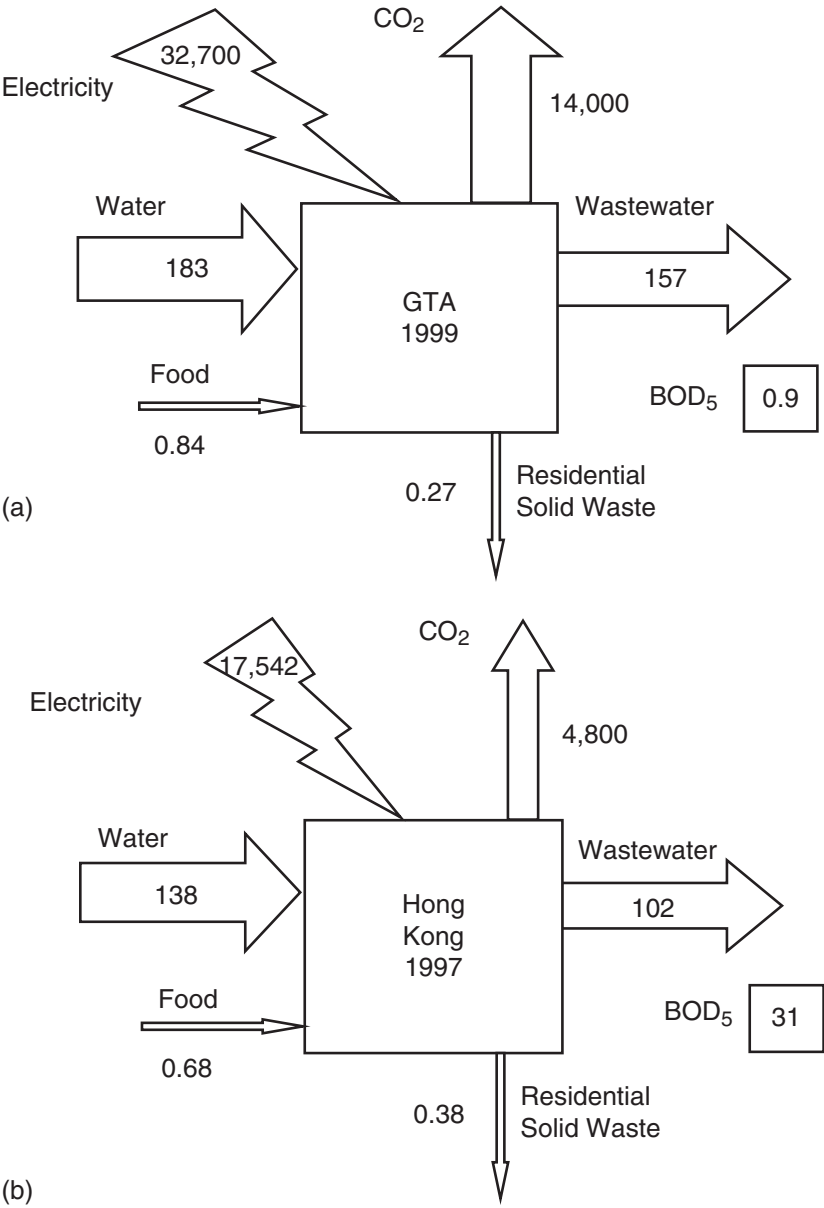 CO2
32,700
Electricity
14,000
Water
Wastewater
183
157
GTA
1999
Food
BOD5
0.9
0.84
Residential
0.27
Solid Waste
(a)
CO2
17,542
Electricity
4,800
Water
Wastewater
138
102
Hong
Kong
1997
Food
BOD5
31
0.68
Residential
0.38
Solid Waste
(b)